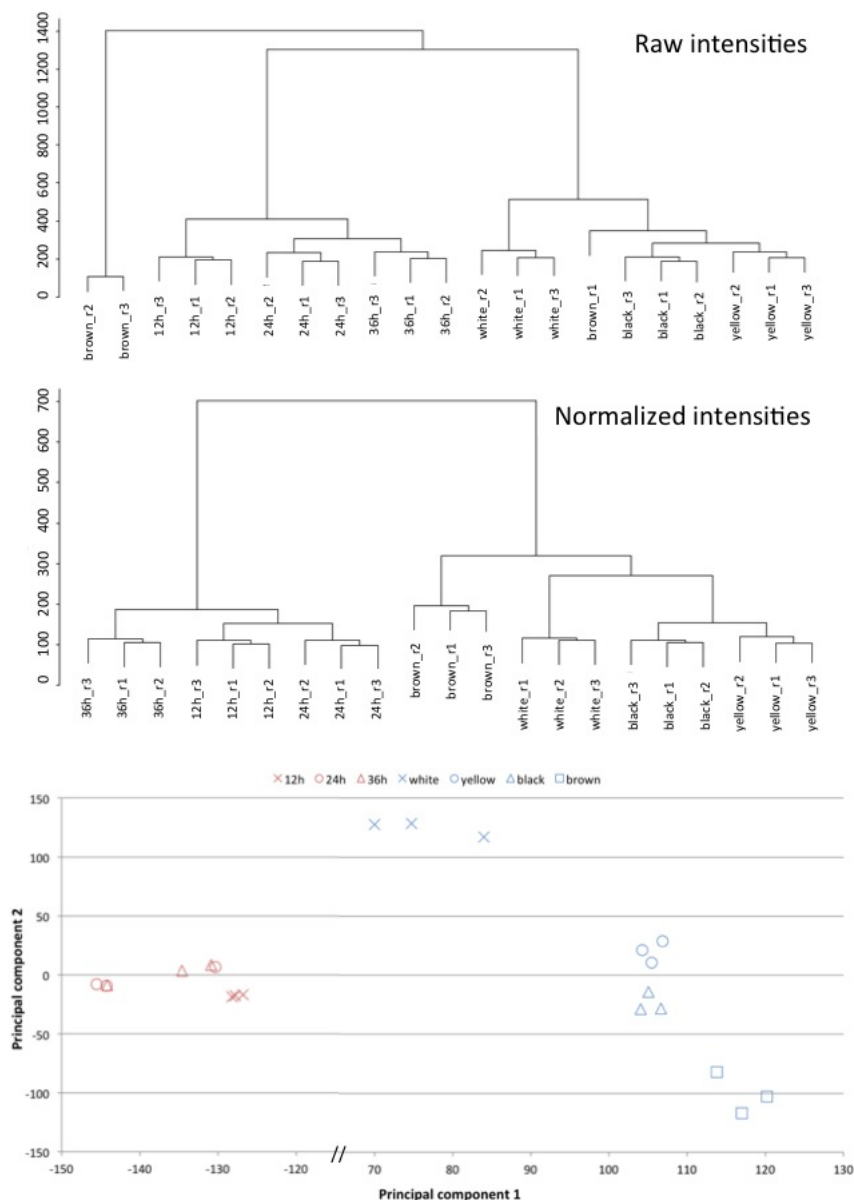 Raw intensities
1400
1200
1000
800
600
400
200
0
brown_r2
brown_r3
12h_r3
12h_r1
12h_r2
24h_r2
24h_r1
24h_r3
36h_r3
36h_r1
36h_r2
white_r2
white_r1
white_r3
brown_r1
black_r3
black_r1
black_r2
yellow_r2
yellow_r1
yellow_r3
Normalized intensities
700
600
500
400
300
200
100
0
36h_r3
36h_r1
36h_r2
12h_r3
12h_r1
12h_r2
24h_r2
24h_r1
24h_r3
brown_r2
brown_r1
brown_r3
white_r1
white_r2
white_r3
black_r3
black_r1
black_r2
yellow_r2
yellow_r1
yellow_r3
12h 24h 36h white yellow black brown
150
100
50
0
-50
-100
-150
Principal component 2
-150 -140 -130 -120 // 70 80 90 100 110 120 130
Principal component 1